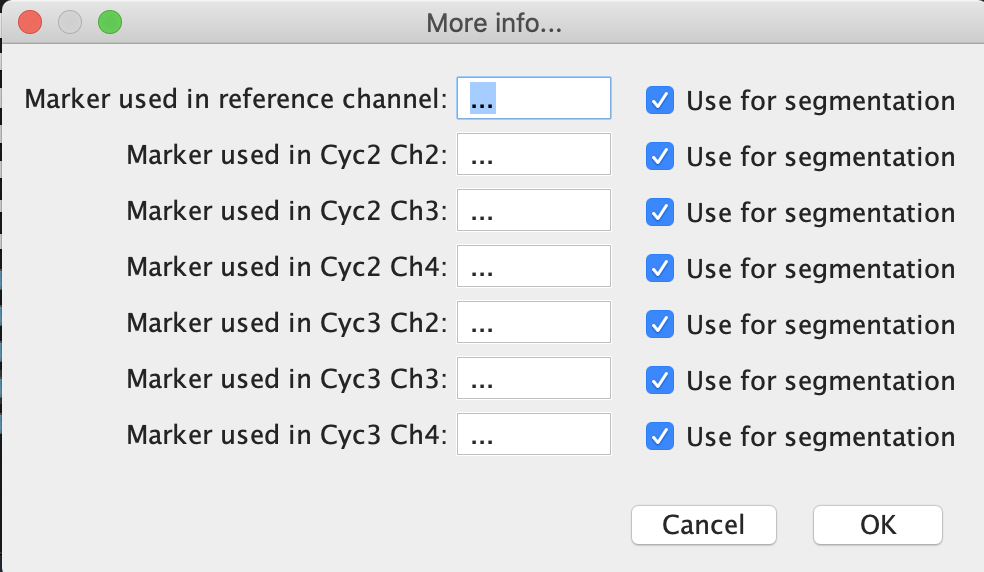 More info...
Marker used in reference channel: ... Use for segmentation
Marker used in Cyc2 Ch2: ... Use for segmentation
Marker used in Cyc2 Ch3: ... Use for segmentation
Marker used in Cyc2 Ch4: ... Use for segmentation
Marker used in Cyc3 Ch2: ... Use for segmentation
Marker used in Cyc3 Ch3: ... Use for segmentation
Marker used in Cyc3 Ch4: ... Use for segmentation
Cancel OK